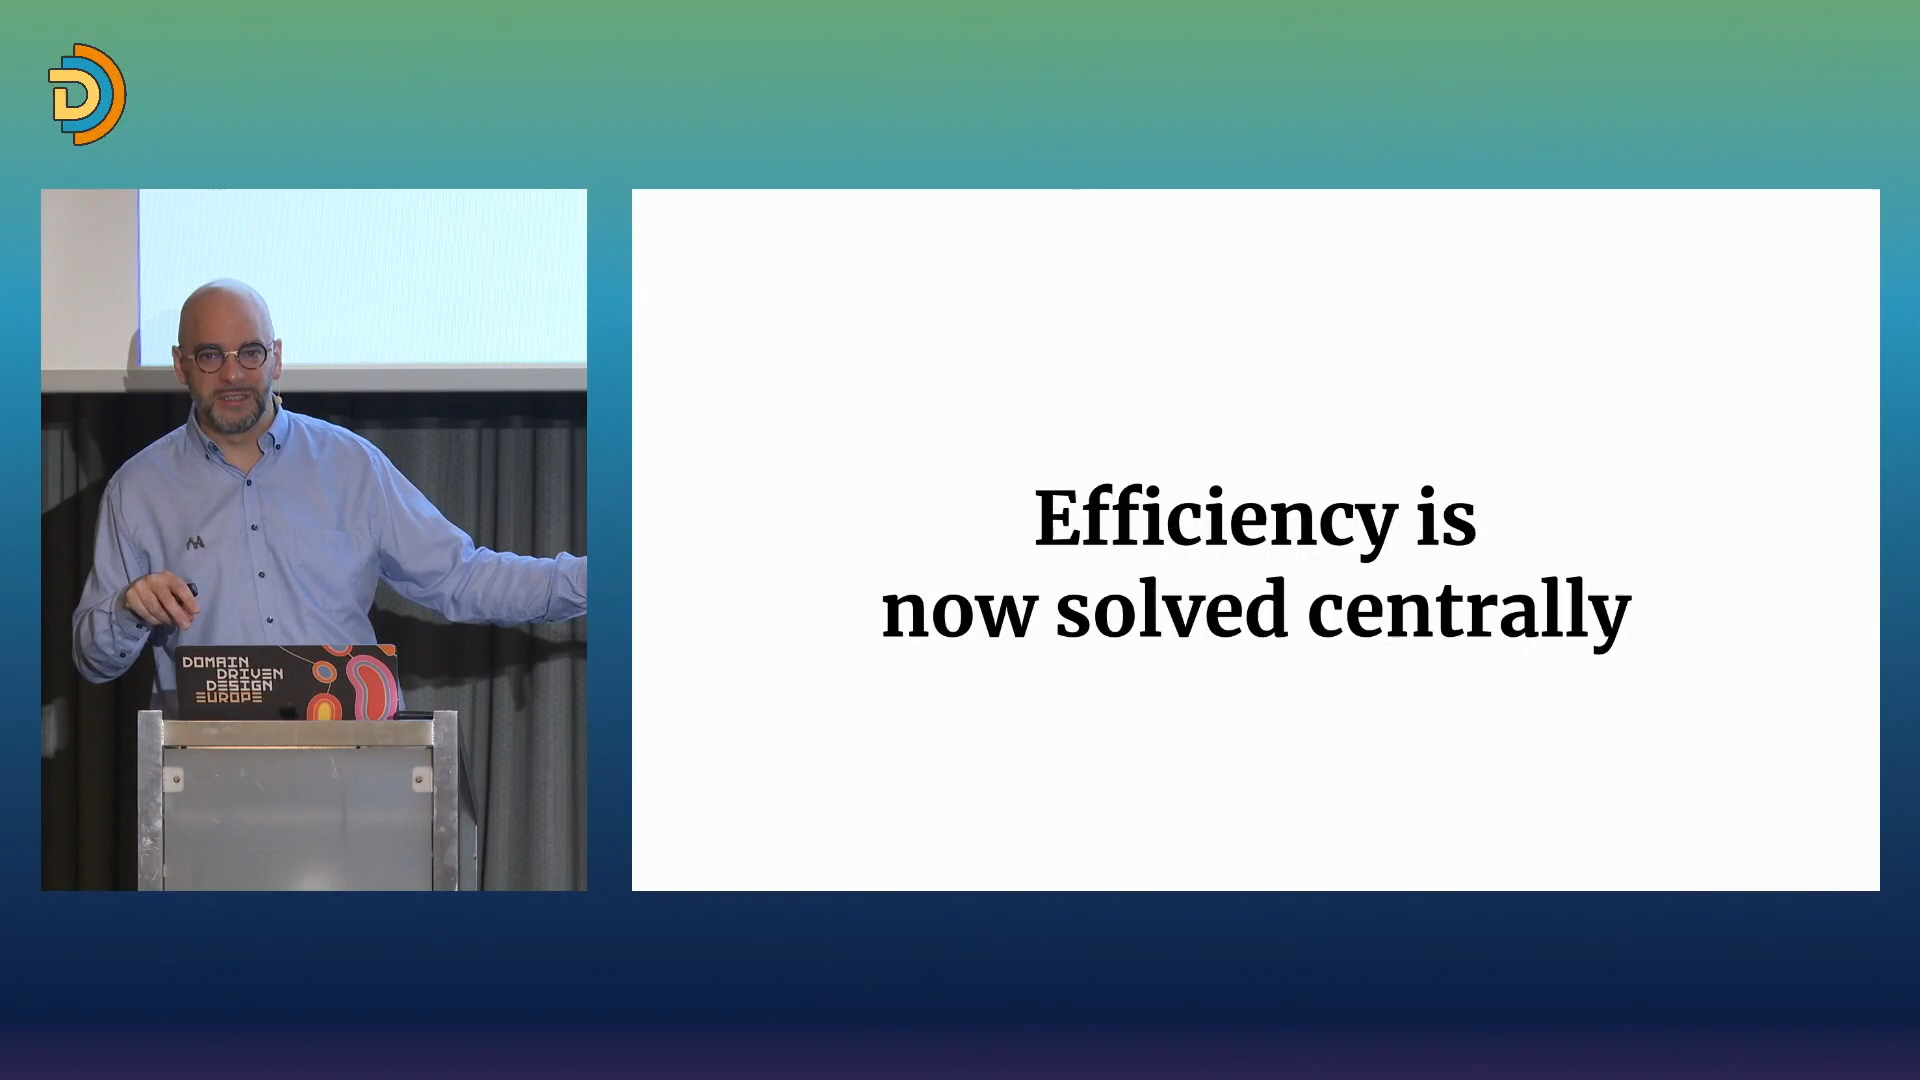 DOMAIN
DRIVEN
DESIGN
EUROPE
Efficiency is
now solved centrally